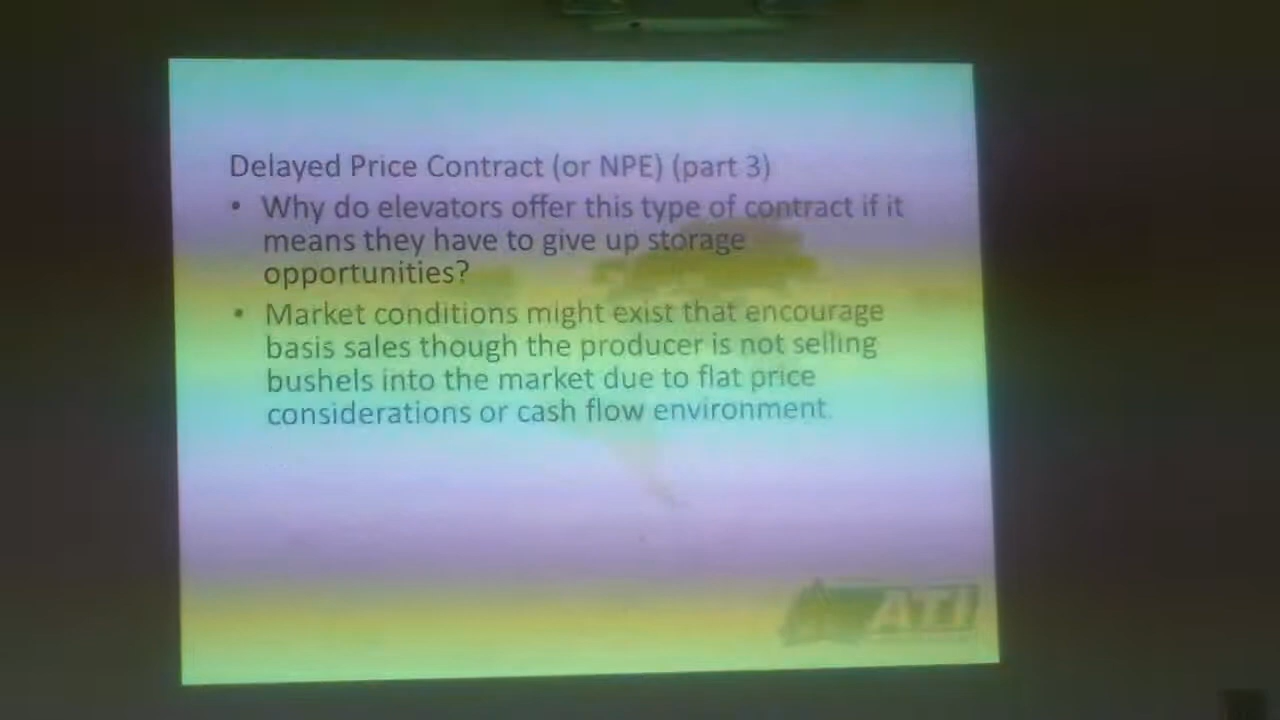 Delayed Price Contract (or NPE) (part 3)
• Why do elevators offer this type of contract if it
means they have to give up storage
opportunities?
• Market conditions might exist that encourage
basis sales though the producer is not selling
bushels into the market due to flat price
considerations or cash flow environment.
ATI